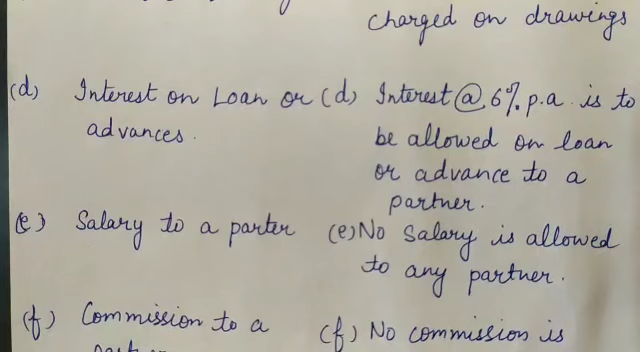 charged on drawings
(d) Interest on Loan or
advances.
(d) Interest @ 6% p.a. is to
be allowed on loan
or advance to a
partner.
(e) Salary to a parter
(e) No Salary is allowed
to any partner.
(f) Commission to a
(f) No commission is